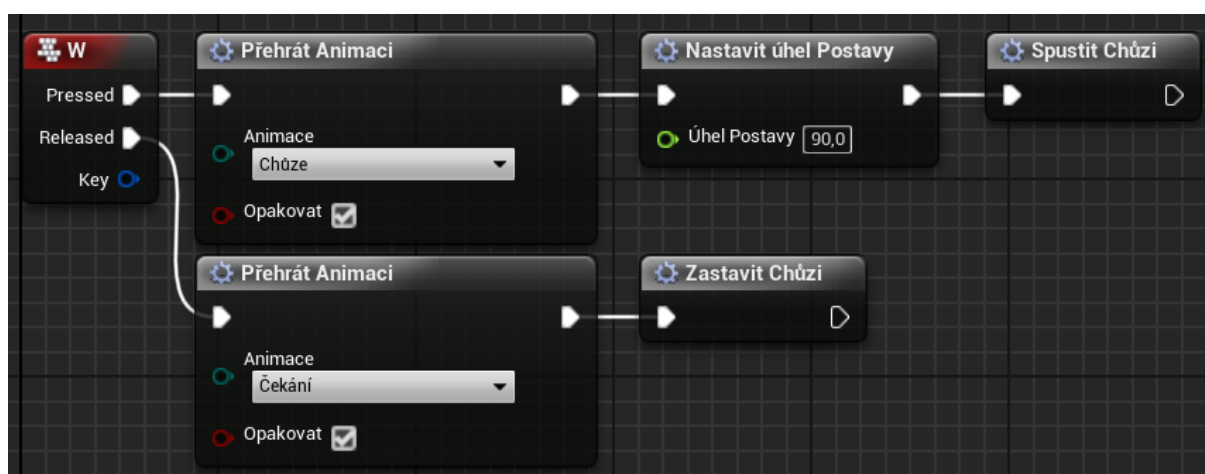 W
Pressed
Released
Key
Přehrát Animaci
Animace
Chůze
Opakovat
Nastavit úhel Postavy
Úhel Postavy 90,0
Spustit Chůzi
Přehrát Animaci
Animace
Čekání
Opakovat
Zastavit Chůzi